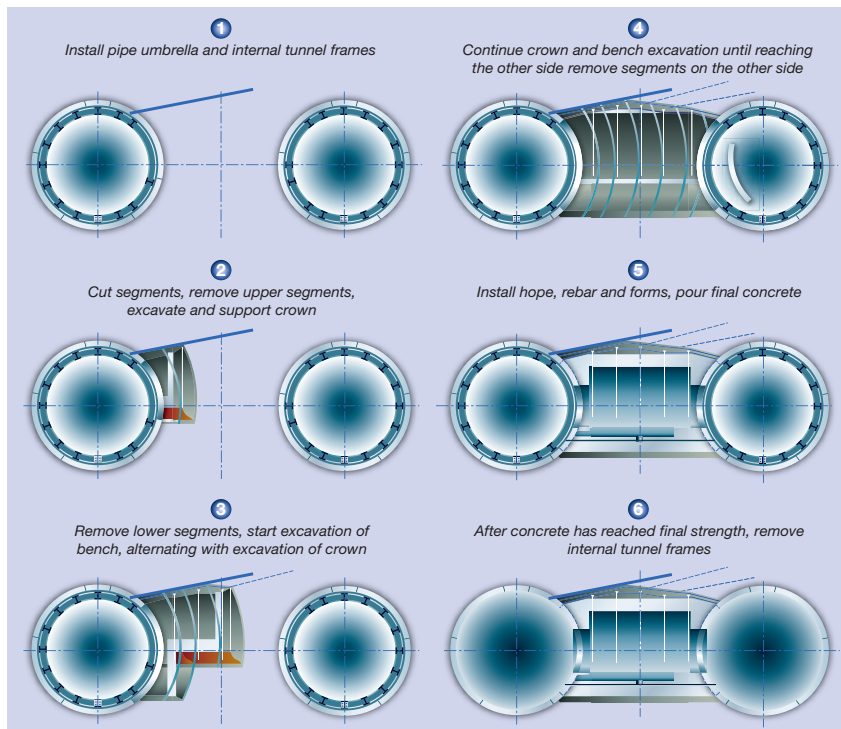 1
Install pipe umbrella and internal tunnel frames
2
Cut segments, remove upper segments,
excavate and support crown
3
Remove lower segments, start excavation of
bench, alternating with excavation of crown
4
Continue crown and bench excavation until reaching
the other side remove segments on the other side
5
Install hope, rebar and forms, pour final concrete
6
After concrete has reached final strength, remove
internal tunnel frames